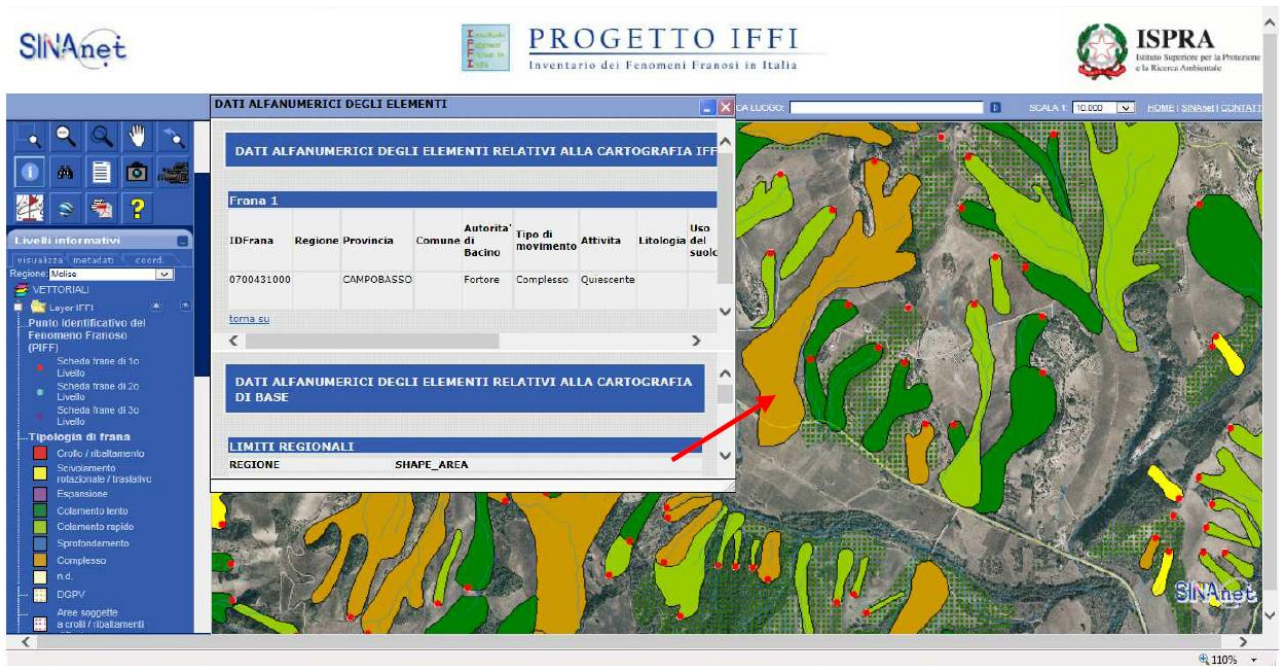 SINAnet
PROGETTO IFFI
Inventario dei Fenomeni Franosi in Italia
ISPRA
Istituto Superiore per la Protezione
e la Ricerca Ambientale
DATI ALFANUMERICI DEGLI ELEMENTI
CA LUOGO:
SCALA 1: 10.000
HOME | SINAnet | CONTATT
DATI ALFANUMERICI DEGLI ELEMENTI RELATIVI ALLA CARTOGRAFIA IFF
Frana 1
IDFrana Regione Provincia Comune Autorita' di Bacino Tipo di movimento Attivita Litologia Uso del suolo
0700431000 CAMPOBASSO Fortore Complesso Quiescente
torna su
DATI ALFANUMERICI DEGLI ELEMENTI RELATIVI ALLA CARTOGRAFIA
DI BASE
LIMITI REGIONALI
REGIONE SHAPE_AREA
Livelli informativi
visualizza metadati coord.
Regione: Molise
VETTORIALI
Layer IFFI
Punto Identificativo del
Fenomeno Franoso
(PIFF)
Scheda frane di 1o
Livello
Scheda frane di 2o
Livello
Scheda frane di 3o
Livello
Tipologia di frana
Crollo / ribaltamento
Scivolamento
rotazionale / traslativo
Espansione
Colamento lento
Colamento rapido
Sprofondamento
Complesso
n.d.
DGPV
Aree soggette
a crolli / ribaltamenti
SINAnet
110%